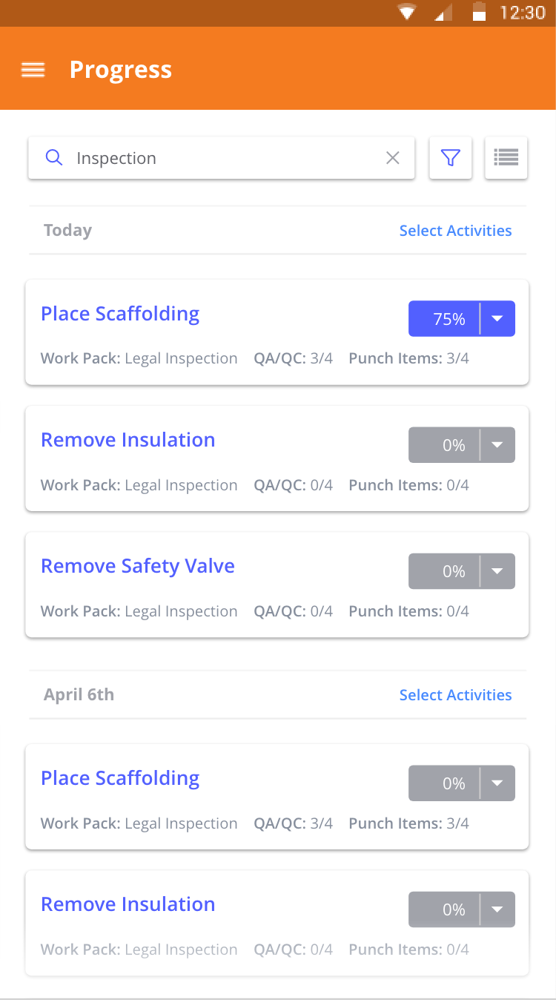 12:30
Progress
Inspection
Today Select Activities
Place Scaffolding 75%
Work Pack: Legal Inspection QA/QC: 3/4 Punch Items: 3/4
Remove Insulation 0%
Work Pack: Legal Inspection QA/QC: 0/4 Punch Items: 0/4
Remove Safety Valve 0%
Work Pack: Legal Inspection QA/QC: 0/4 Punch Items: 0/4
April 6th Select Activities
Place Scaffolding 0%
Work Pack: Legal Inspection QA/QC: 3/4 Punch Items: 3/4
Remove Insulation 0%
Work Pack: Legal Inspection QA/QC: 0/4 Punch Items: 0/4